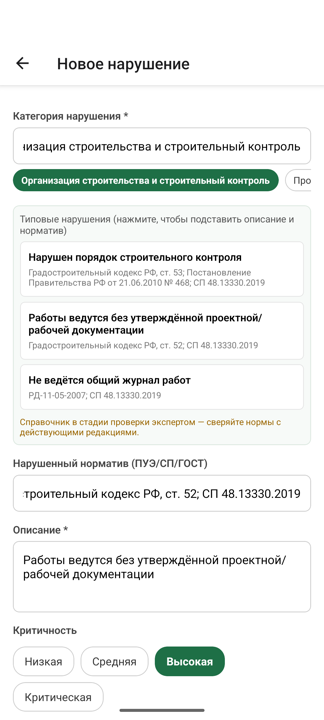 Новое нарушение
Категория нарушения *
низация строительства и строительный контроль
Организация строительства и строительный контроль
Про
Типовые нарушения (нажмите, чтобы подставить описание и
норматив)
Нарушен порядок строительного контроля
Градостроительный кодекс РФ, ст. 53; Постановление
Правительства РФ от 21.06.2010 № 468; СП 48.13330.2019
Работы ведутся без утверждённой проектной/
рабочей документации
Градостроительный кодекс РФ, ст. 52; СП 48.13330.2019
Не ведётся общий журнал работ
РД-11-05-2007; СП 48.13330.2019
Справочник в стадии проверки экспертом — сверяйте нормы с
действующими редакциями.
Нарушенный норматив (ПУЭ/СП/ГОСТ)
троительный кодекс РФ, ст. 52; СП 48.13330.2019
Описание *
Работы ведутся без утверждённой проектной/
рабочей документации
Критичность
Низкая
Средняя
Высокая
Критическая